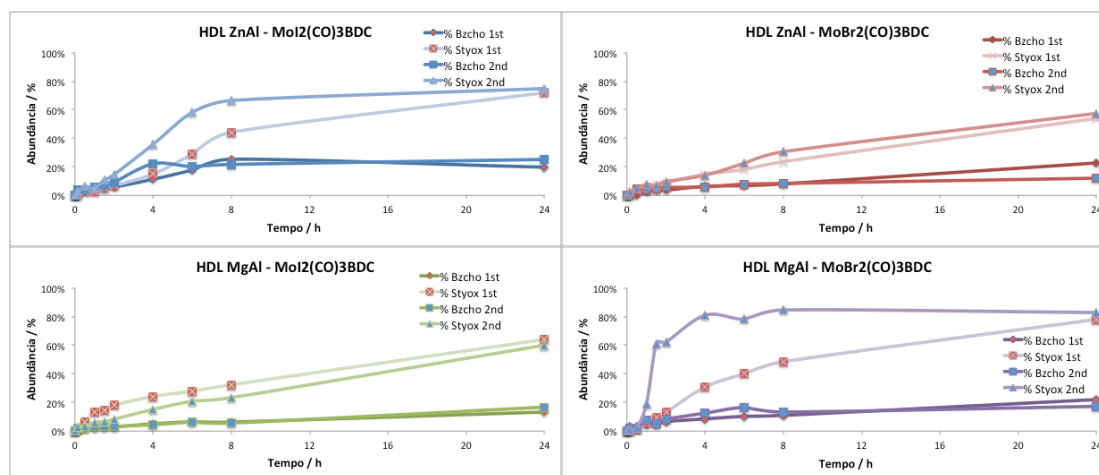 HDL ZnAl - MoI2(CO)3BDC
% Bzcho 1st
% Styox 1st
% Bzcho 2nd
% Styox 2nd
Abundância / %
100%
80%
60%
40%
20%
0%
0 4 8 12 16 20 24
Tempo / h
HDL ZnAl - MoBr2(CO)3BDC
% Bzcho 1st
% Styox 1st
% Bzcho 2nd
% Styox 2nd
Abundância / %
100%
80%
60%
40%
20%
0%
0 4 8 12 16 20 24
Tempo / h
HDL MgAl - MoI2(CO)3BDC
% Bzcho 1st
% Styox 1st
% Bzcho 2nd
% Styox 2nd
Abundância / %
100%
80%
60%
40%
20%
0%
0 4 8 12 16 20 24
Tempo / h
HDL MgAl - MoBr2(CO)3BDC
% Bzcho 1st
% Styox 1st
% Bzcho 2nd
% Styox 2nd
Abundância / %
100%
80%
60%
40%
20%
0%
0 4 8 12 16 20 24
Tempo / h